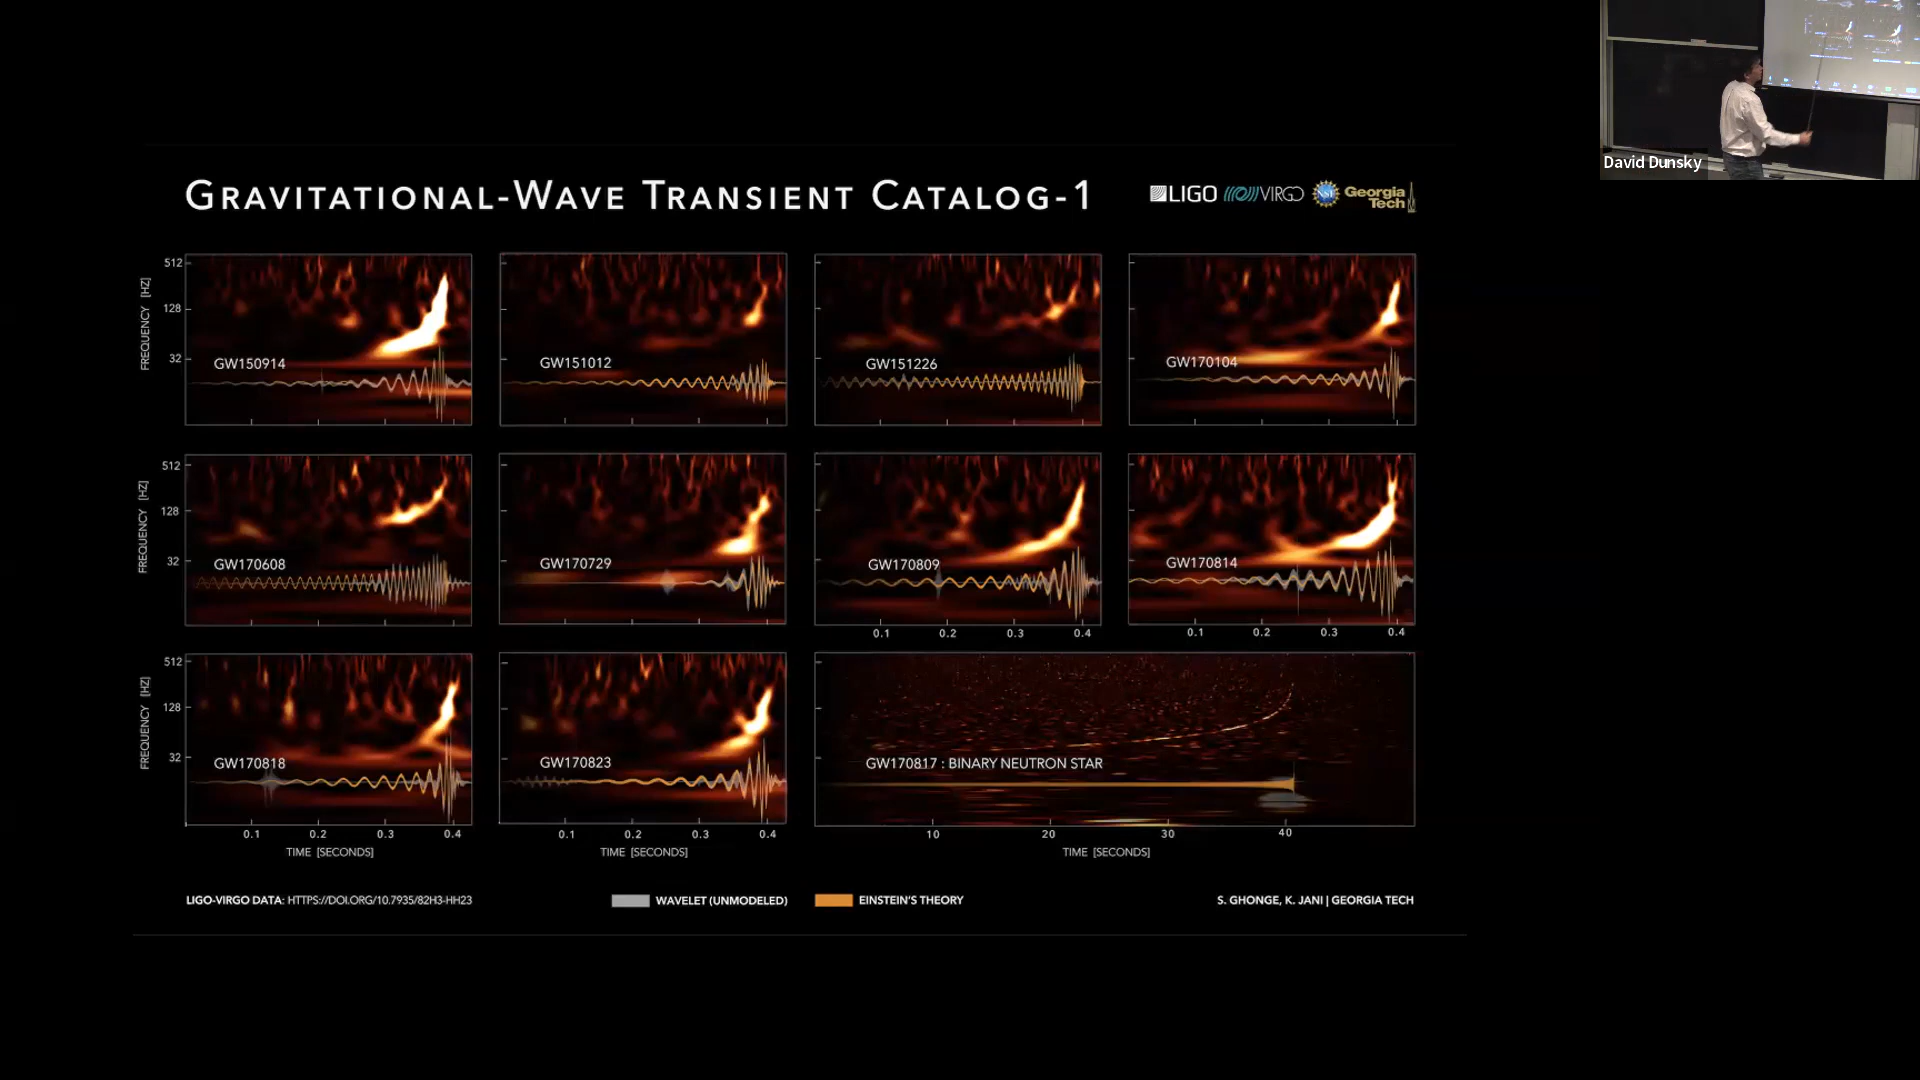 GRAVITATIONAL-WAVE TRANSIENT CATALOG-1
LIGO VIRGO NSF Georgia Tech
David Dunsky
FREQUENCY [HZ]
512
128
32
GW150914
GW151012
GW151226
GW170104
FREQUENCY [HZ]
512
128
32
GW170608
GW170729
GW170809
GW170814
0.1 0.2 0.3 0.4
0.1 0.2 0.3 0.4
FREQUENCY [HZ]
512
128
32
GW170818
GW170823
GW170817 : BINARY NEUTRON STAR
0.1 0.2 0.3 0.4
0.1 0.2 0.3 0.4
10 20 30 40
TIME [SECONDS]
TIME [SECONDS]
TIME [SECONDS]
LIGO-VIRGO DATA: HTTPS://DOI.ORG/10.7935/82H3-HH23
WAVELET (UNMODELED)
EINSTEIN'S THEORY
S. GHONGE, K. JANI | GEORGIA TECH